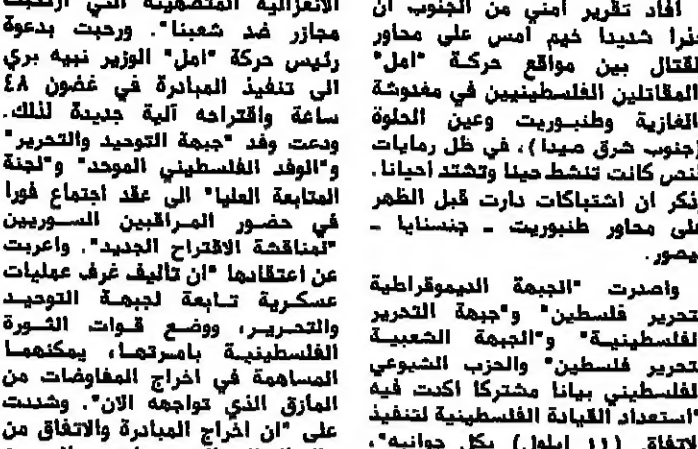 افاد تقرير امني من الجنوب ان
حذرا شديدا خيم امس على محاور
القتال بين مواقع حركة "امل"
والمقاتلين الفلسطينيين في مغدوشة
والغازية وطنبوريت وعين الحلوة
(جنوب شرق صيدا)، في ظل رمايات
قنص كانت تنشط حينا وتشتد احيانا.
وذكر ان اشتباكات دارت قبل الظهر
على محاور طنبوريت - جنسنايا -
واصدرت "الجبهة الديموقراطية
لتحرير فلسطين" و"جبهة التحرير
الفلسطينية" و"الجبهة الشعبية
لتحرير فلسطين" والحزب الشيوعي
الفلسطيني بيانا مشتركا اكدت فيه
"استعداد القيادة الفلسطينية لتنفيذ
الاتفاق (١١ ايلول) بكل جوانبه".
الانعزالية المتصهينة التي ارتكبت
مجازر ضد شعبنا". ورحبت بدعوة
رئيس حركة "امل" الوزير نبيه بري
الى تنفيذ المبادرة في غضون ٤٨
ساعة واقتراحه آلية جديدة لذلك.
ودعت وفد "جبهة التوحيد والتحرير"
و"الوفد الفلسطيني الموحد" و"لجنة
المتابعة العليا" الى عقد اجتماع فورا
في حضور المراقبين السوريين
"لمناقشة الاقتراح الجديد". واعربت
عن اعتقادها "ان تاليف غرف عمليات
عسكرية تابعة لجبهة التوحيد
والتحرير، ووضع قوات الثورة
الفلسطينية بامرتها، يمكنهما
المساهمة في اخراج المفاوضات من
المازق الذي تواجهه الان". وشددت
على "ان اخراج المبادرة والاتفاق من